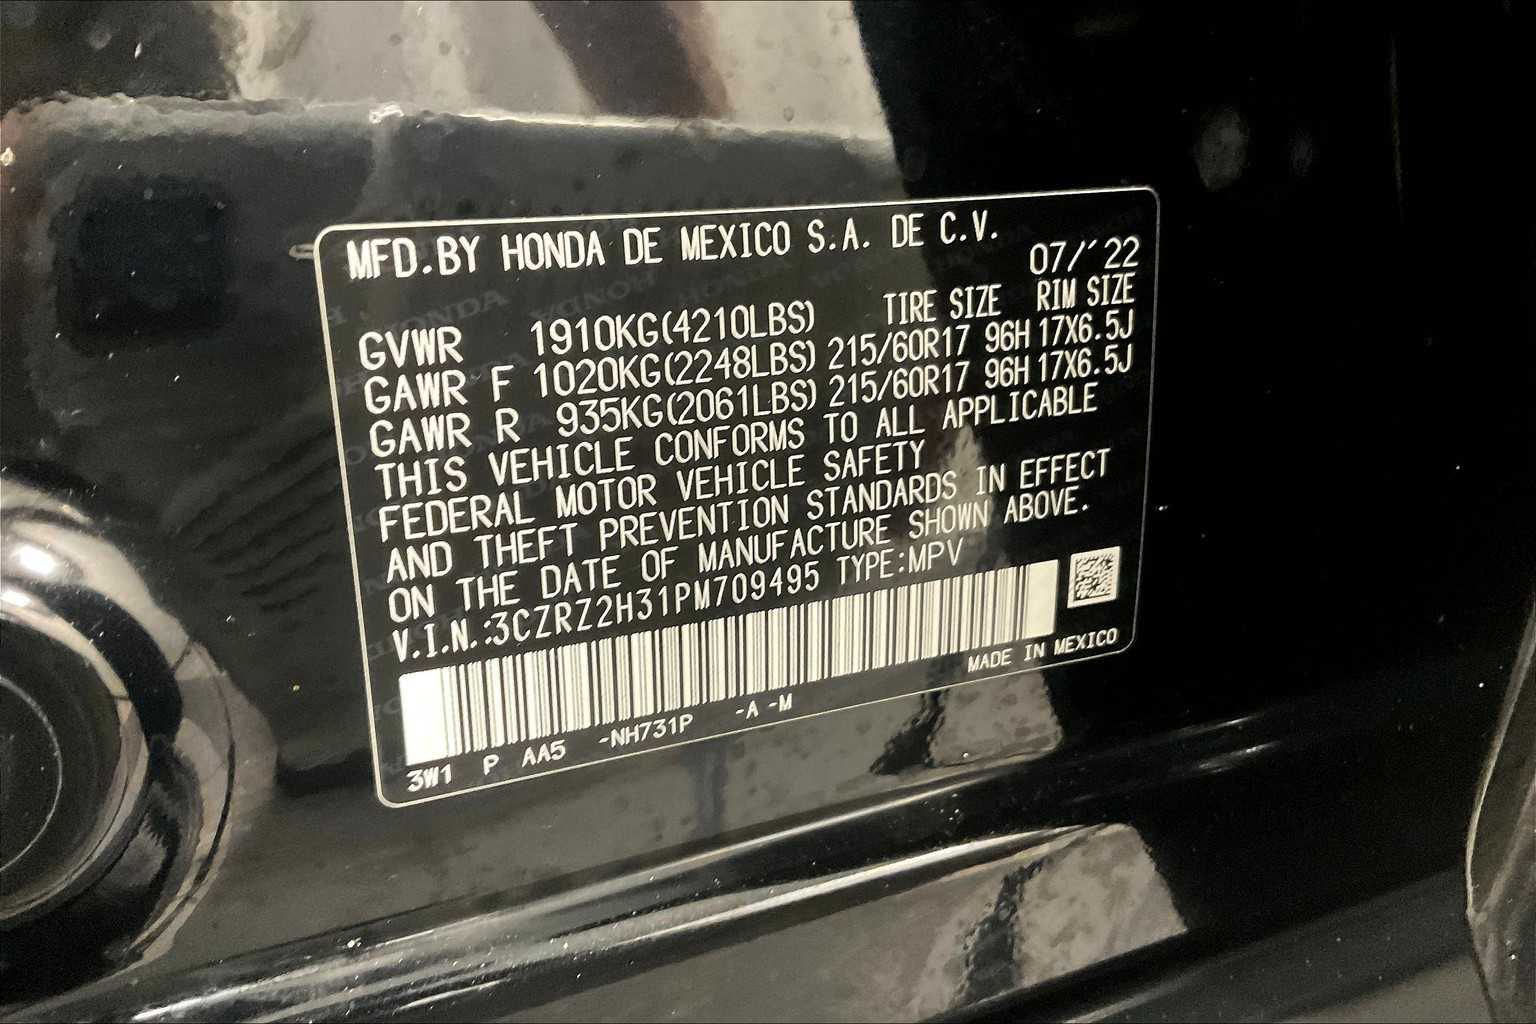 MFD.BY HONDA DE MEXICO S.A. DE C.V.
07/'22
TIRE SIZE RIM SIZE
GVWR 1910KG(4210LBS)
GAWR F 1020KG(2248LBS) 215/60R17 96H 17X6.5J
GAWR R 935KG(2061LBS) 215/60R17 96H 17X6.5J
THIS VEHICLE CONFORMS TO ALL APPLICABLE
FEDERAL MOTOR VEHICLE SAFETY
AND THEFT PREVENTION STANDARDS IN EFFECT
ON THE DATE OF MANUFACTURE SHOWN ABOVE.
V.I.N.:3CZRZ2H31PM709495 TYPE:MPV
MADE IN MEXICO
3W1 P AA5 -NH731P -A -M